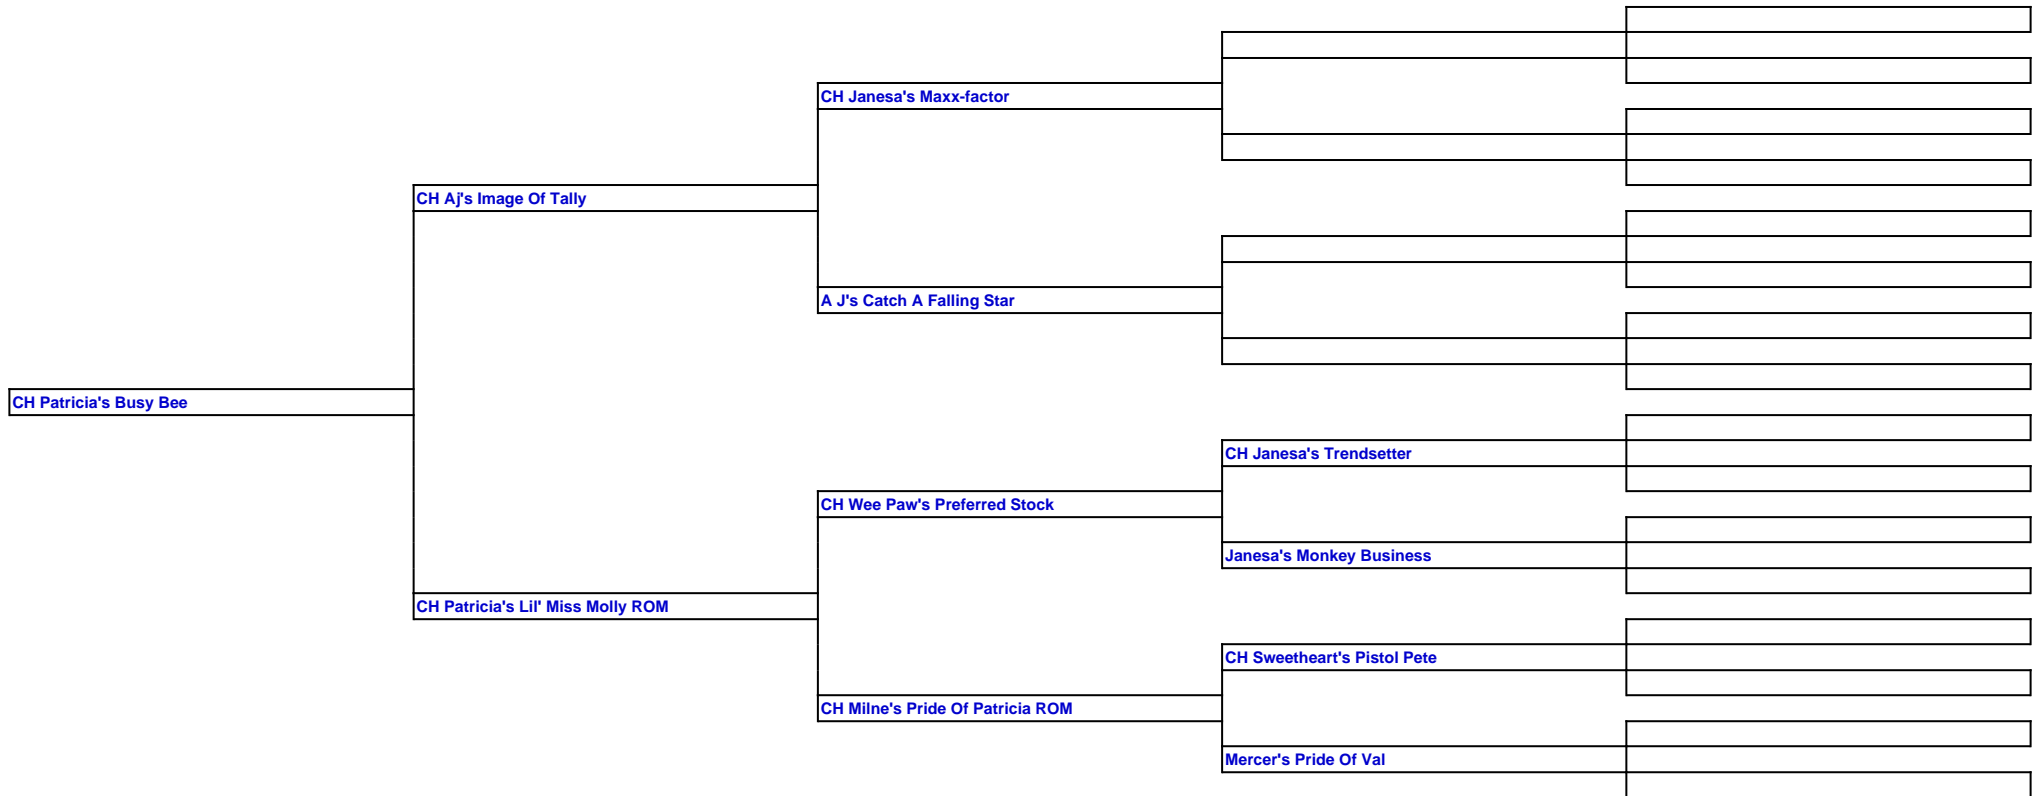 CH Janesa's Maxx-factor
CH Aj's Image Of Tally
A J's Catch A Falling Star
CH Patricia's Busy Bee
CH Janesa's Trendsetter
CH Wee Paw's Preferred Stock
Janesa's Monkey Business
CH Patricia's Lil' Miss Molly ROM
CH Sweetheart's Pistol Pete
CH Milne's Pride Of Patricia ROM
Mercer's Pride Of Val